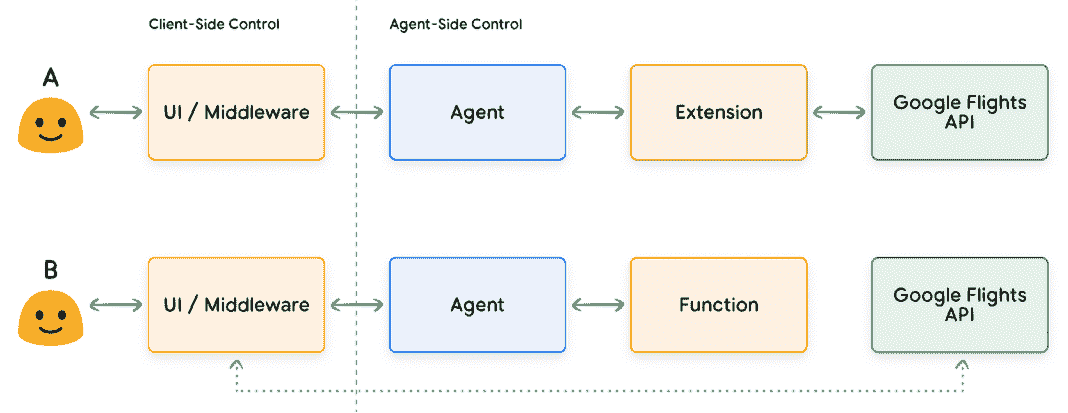 Client-Side Control
Agent-Side Control
A
UI / Middleware
Agent
Extension
Google Flights
API
B
UI / Middleware
Agent
Function
Google Flights
API